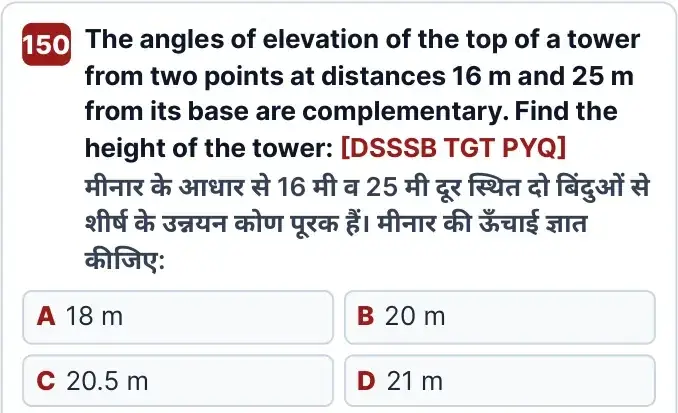 150 The angles of elevation of the top of a tower
from two points at distances 16 m and 25 m
from its base are complementary. Find the
height of the tower: [DSSSB TGT PYQ]
मीनार के आधार से 16 मी व 25 मी दूर स्थित दो बिंदुओं से
शीर्ष के उन्नयन कोण पूरक हैं। मीनार की ऊँचाई ज्ञात
कीजिए:
A 18 m
B 20 m
C 20.5 m
D 21 m